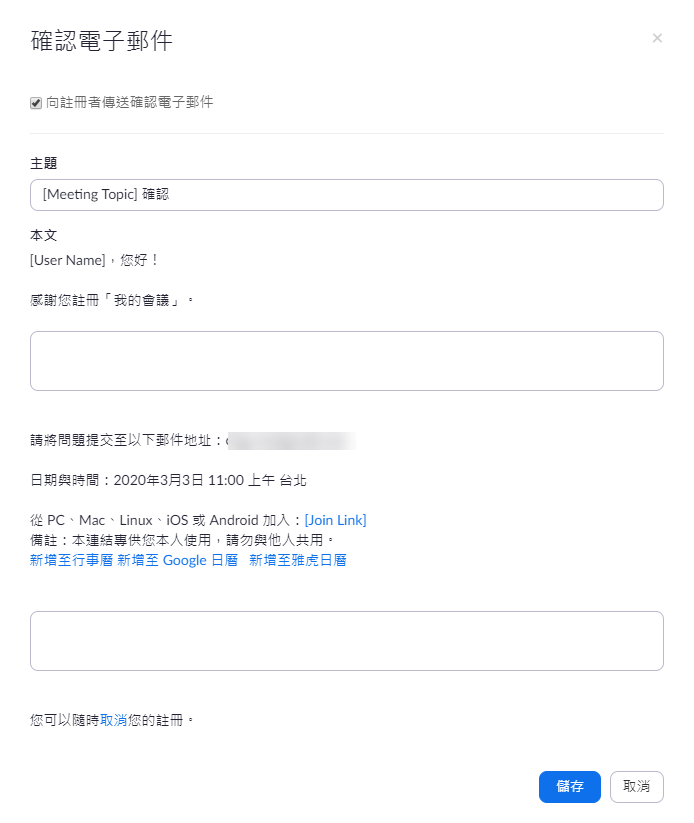 確認電子郵件
×
向註冊者傳送確認電子郵件
主題
[Meeting Topic] 確認
本文
[User Name],您好!
感謝您註冊「我的會議」。
請將問題提交至以下郵件地址:
日期與時間:2020年3月3日 11:00 上午 台北
從 PC、Mac、Linux、iOS 或 Android 加入:[Join Link]
備註:本連結專供您本人使用,請勿與他人共用。
新增至行事曆 新增至 Google 日曆 新增至雅虎日曆
您可以隨時取消您的註冊。
儲存 取消